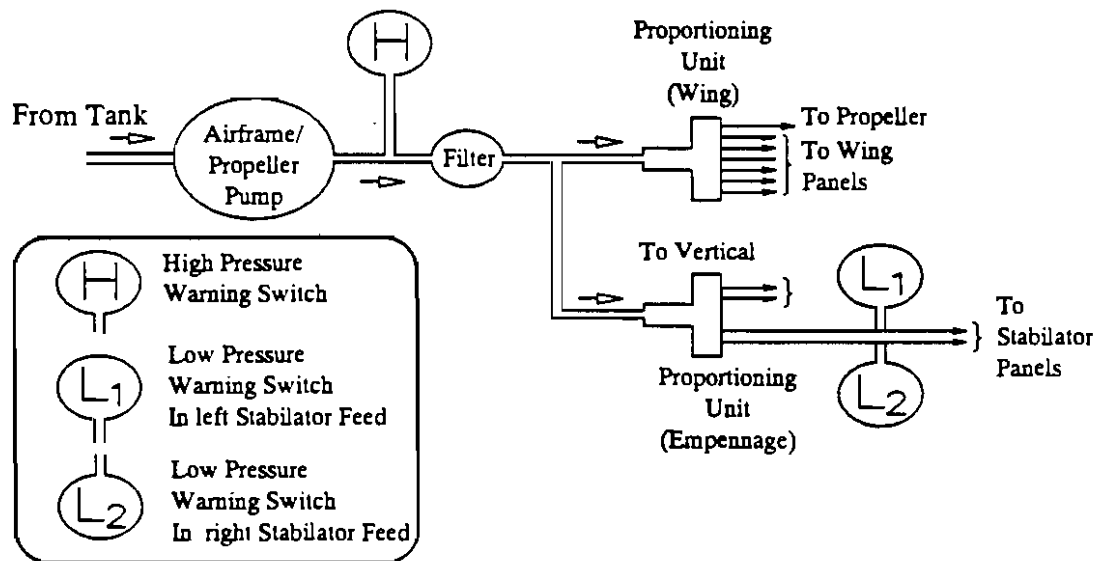 H
Proportioning
Unit
(Wing)
From Tank
Airframe/
Propeller
Pump
Filter
To Propeller
To Wing
Panels
H
High Pressure
Warning Switch
L1
Low Pressure
Warning Switch
In left Stabilator Feed
L2
Low Pressure
Warning Switch
In right Stabilator Feed
To Vertical
Proportioning
Unit
(Empennage)
L1
L2
To
Stabilator
Panels